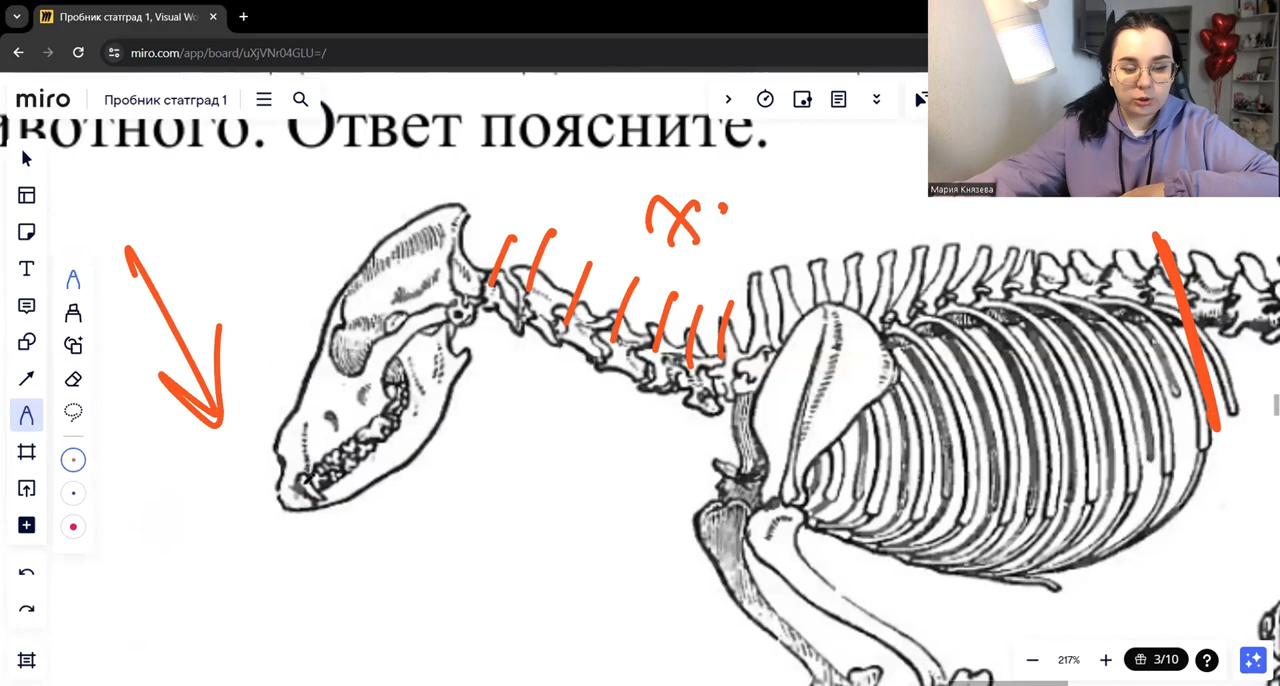 Пробник статград 1, Visual Wo
miro.com/app/board/uXjVNr04GLU=/
miro
Пробник статград 1
ивотного. Ответ поясните.
Мария Князева
T
217%
3/10
?